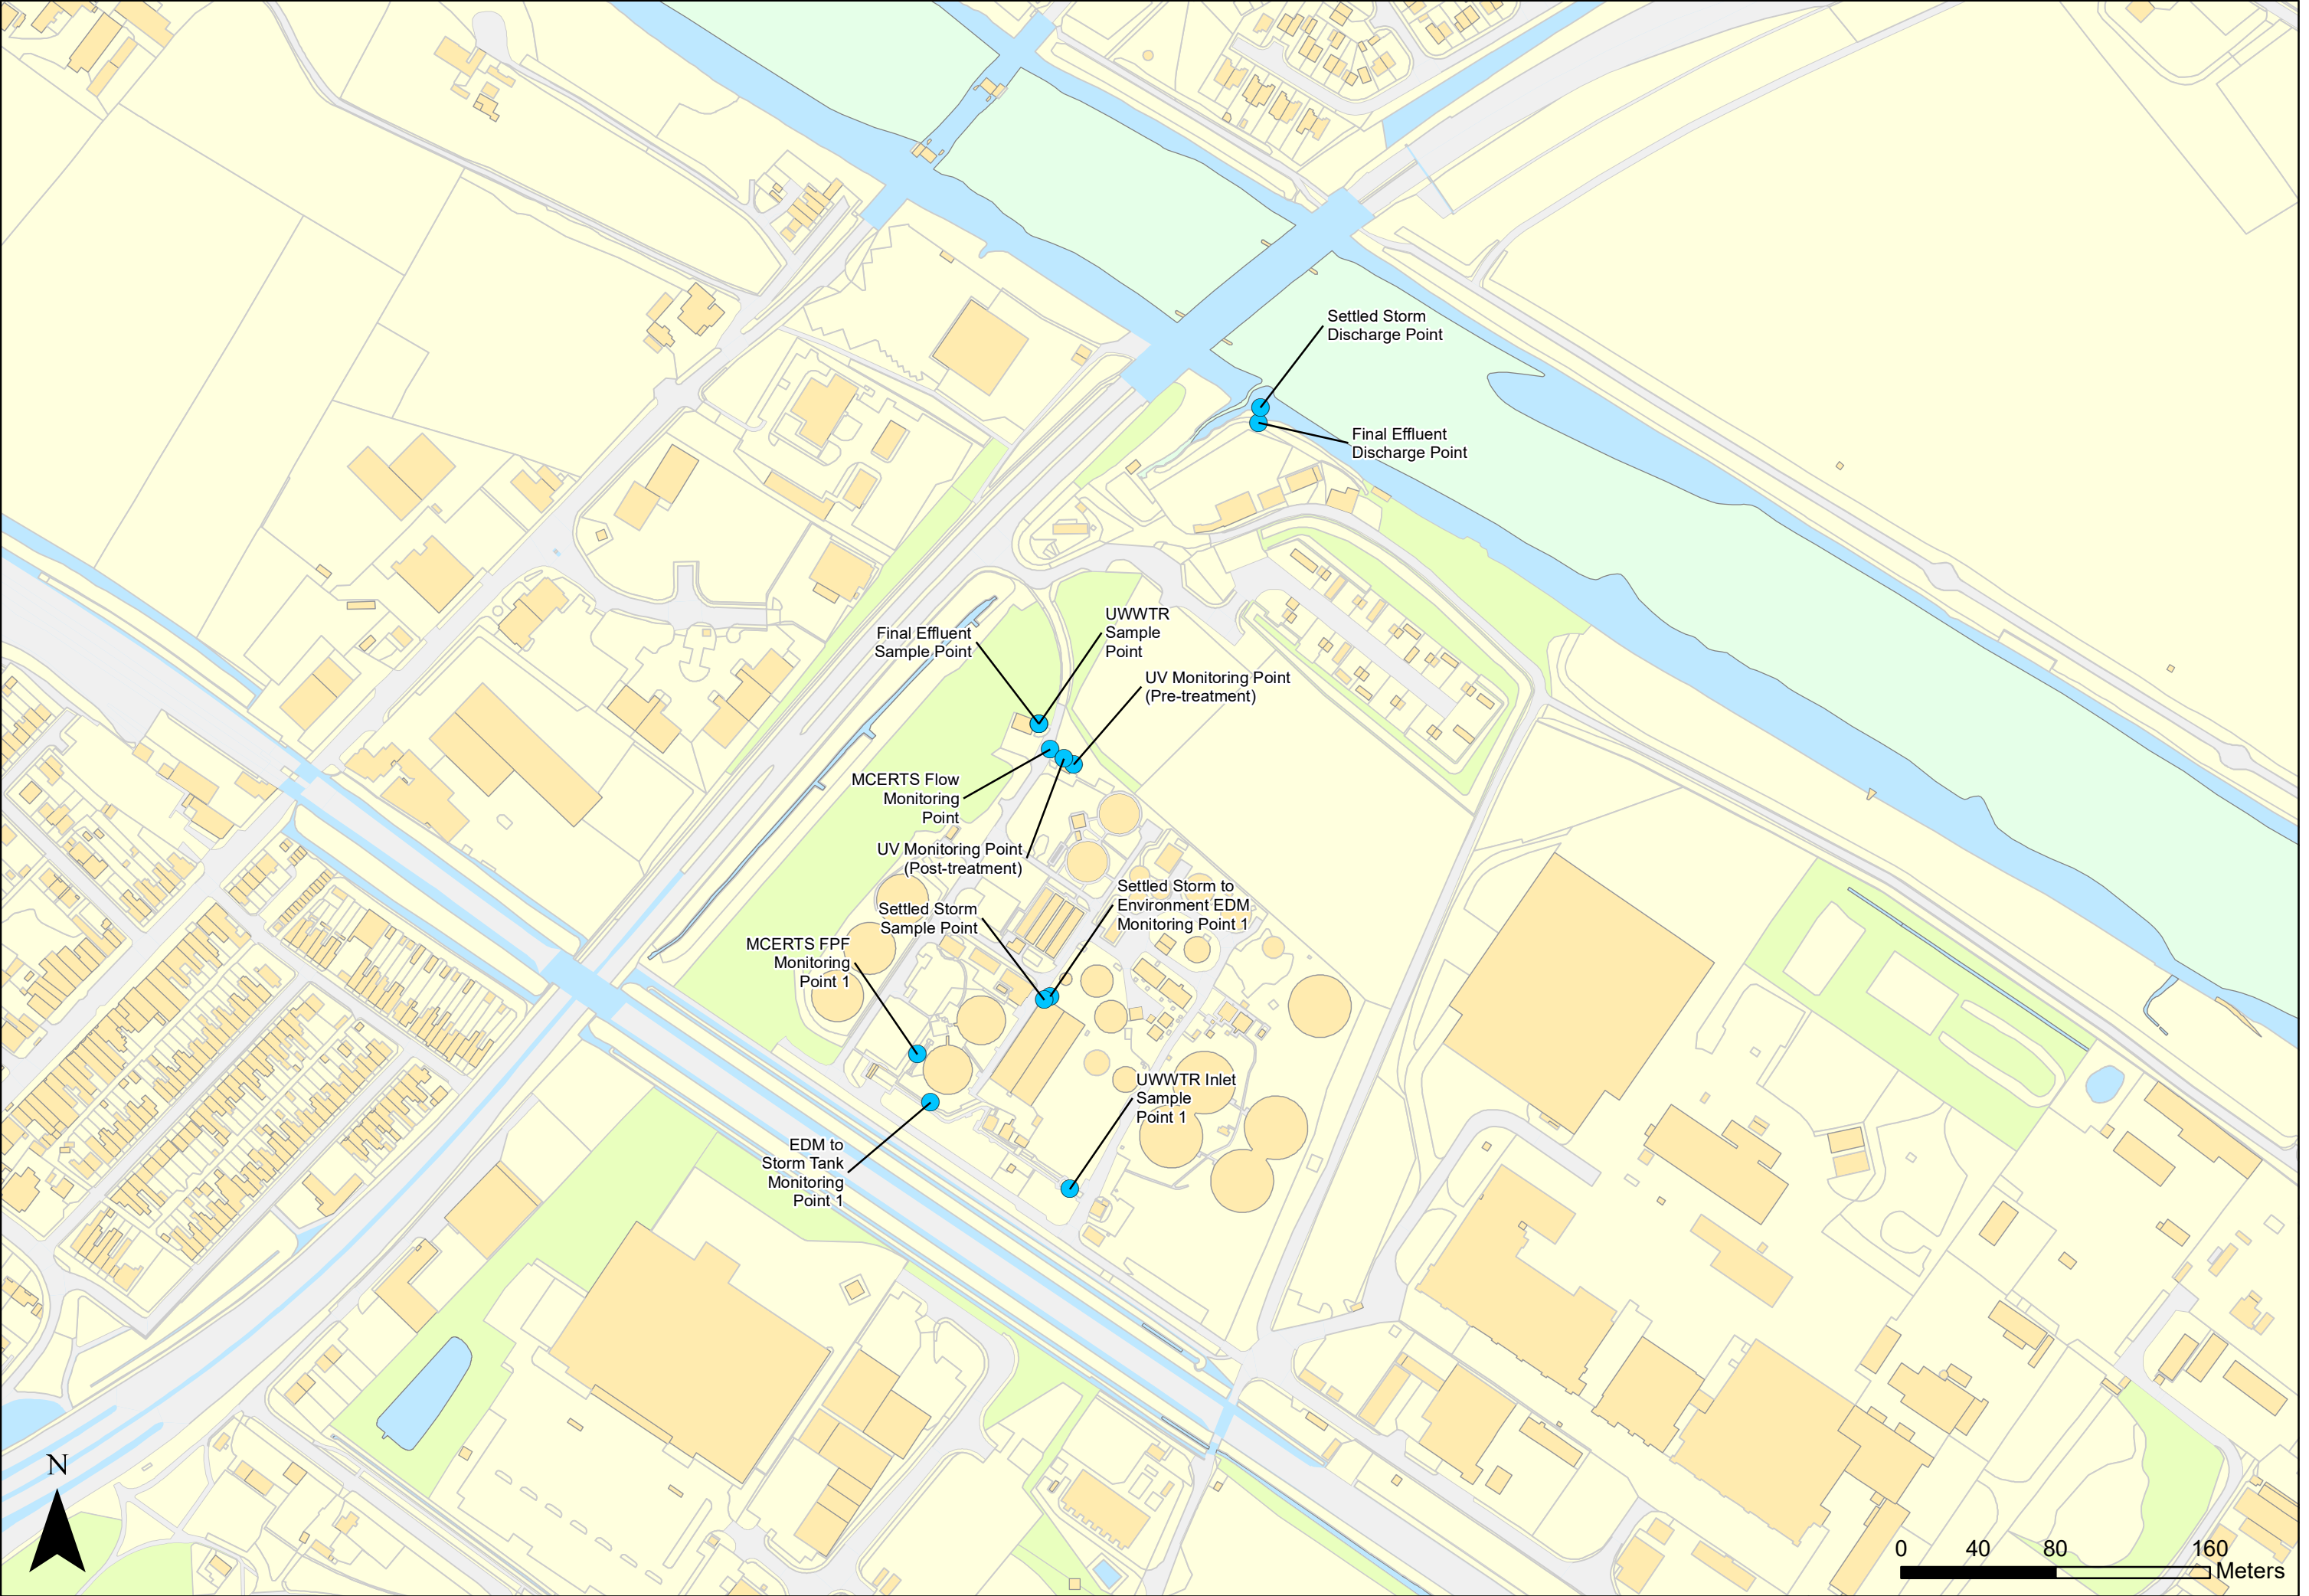 Settled Storm
Discharge Point
Final Effluent
Discharge Point
UWWTR
Sample
Point
Final Effluent
Sample Point
UV Monitoring Point
(Pre-treatment)
MCERTS Flow
Monitoring
Point
UV Monitoring Point
(Post-treatment)
Settled Storm to
Environment EDM
Monitoring Point 1
Settled Storm
Sample Point
MCERTS FPF
Monitoring
Point 1
UWWTR Inlet
Sample
Point 1
EDM to
Storm Tank
Monitoring
Point 1
N
0 40 80 160
Meters